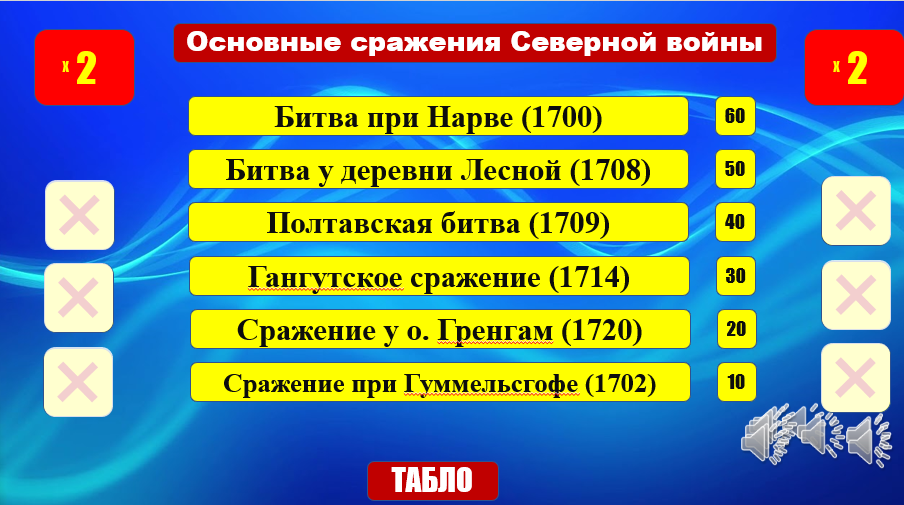 Основные сражения Северной войны
х 2
х 2
Битва при Нарве (1700) 60
Битва у деревни Лесной (1708) 50
Полтавская битва (1709) 40
Гангутское сражение (1714) 30
Сражение у о. Гренгам (1720) 20
Сражение при Гуммельсгофе (1702) 10
ТАБЛО